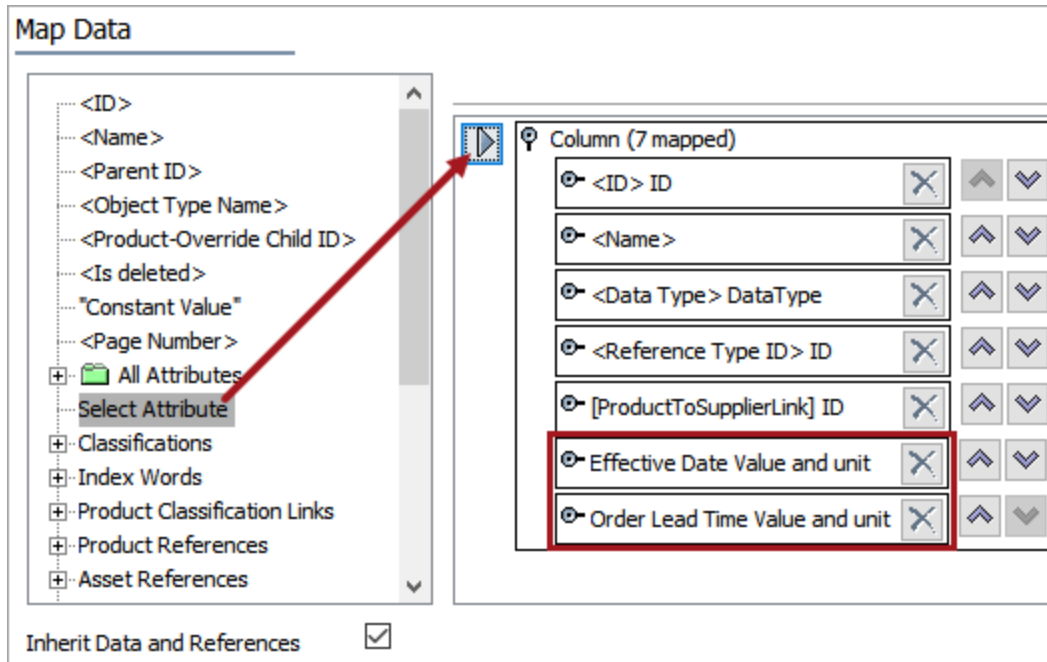 Map Data
<ID>
<Name>
<Parent ID>
<Object Type Name>
<Product-Override Child ID>
<Is deleted>
"Constant Value"
<Page Number>
All Attributes
Select Attribute
Classifications
Index Words
Product Classification Links
Product References
Asset References
Column (7 mapped)
<ID> ID
<Name>
<Data Type> DataType
<Reference Type ID> ID
[ProductToSupplierLink] ID
Effective Date Value and unit
Order Lead Time Value and unit
Inherit Data and References